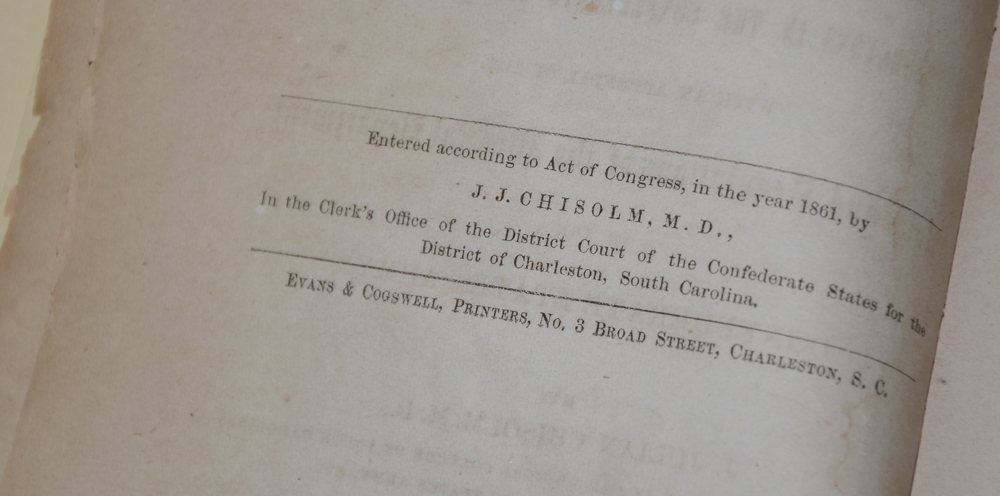 Entered according to Act of Congress, in the year 1861, by
J. J. CHISOLM, M. D.,
In the Clerk's Office of the District Court of the Confederate States for the
District of Charleston, South Carolina.
EVANS & COGSWELL, PRINTERS, No. 3 BROAD STREET, CHARLESTON, S. C.